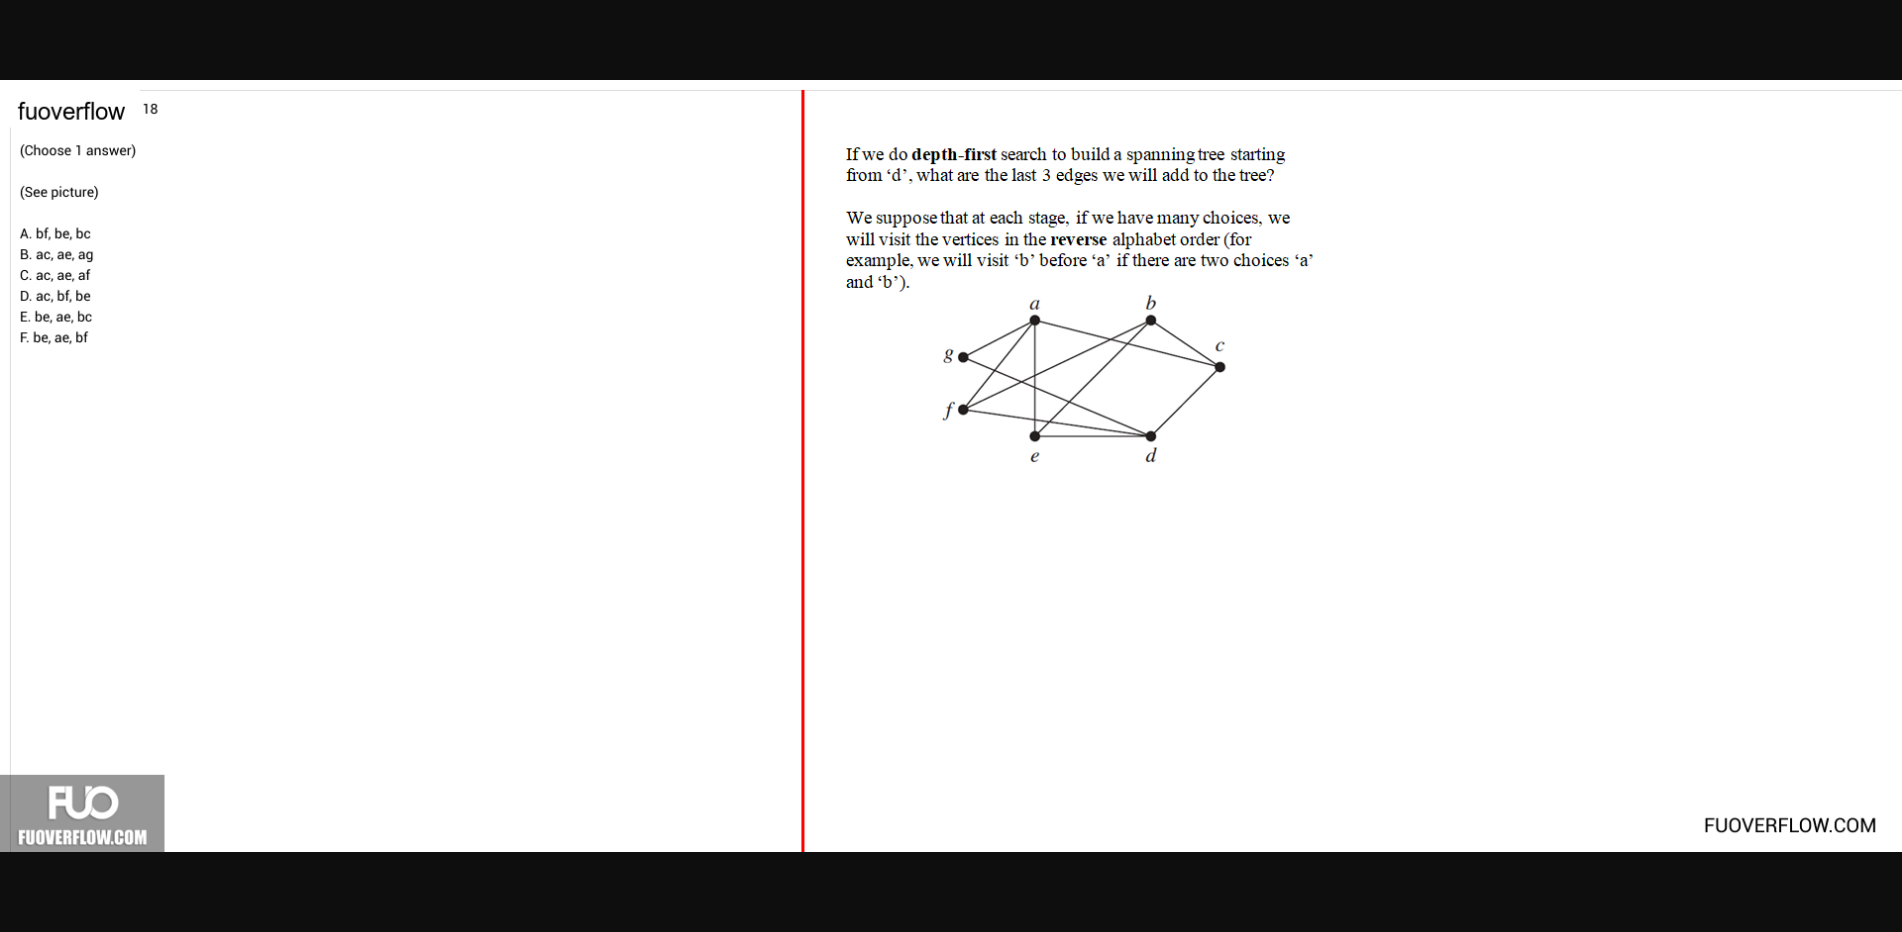 fuoverflow 18
(Choose 1 answer)
(See picture)
A. bf, be, bc
B. ac, ae, ag
C. ac, ae, af
D. ac, bf, be
E. be, ae, bc
F. be, ae, bf
If we do depth-first search to build a spanning tree starting
from ‘d’, what are the last 3 edges we will add to the tree?
We suppose that at each stage, if we have many choices, we
will visit the vertices in the reverse alphabet order (for
example, we will visit ‘b’ before ‘a’ if there are two choices ‘a’
and ‘b’).
a
b
c
g
f
e
d
FUO
FUOVERFLOW.COM
FUOVERFLOW.COM